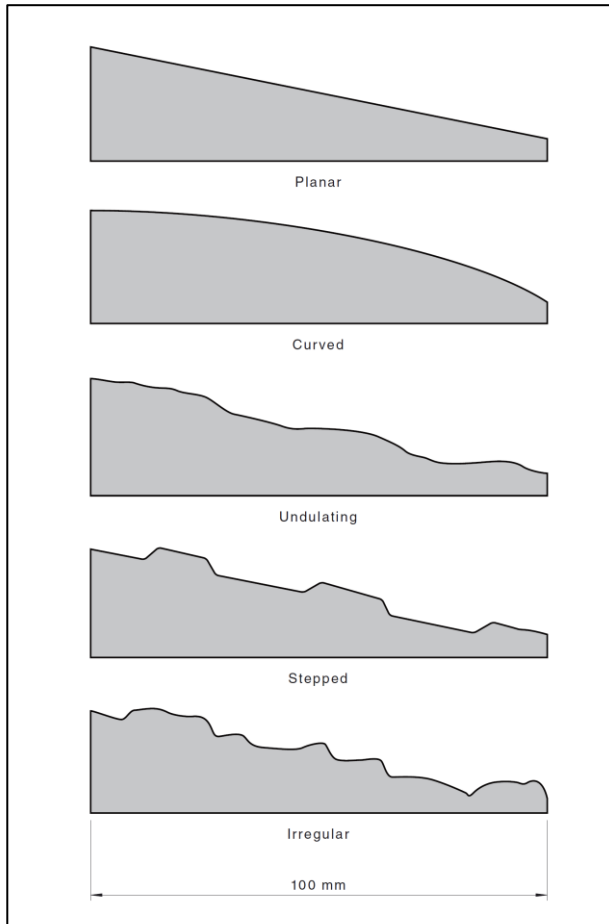 Planar
Curved
Undulating
Stepped
Irregular
100 mm